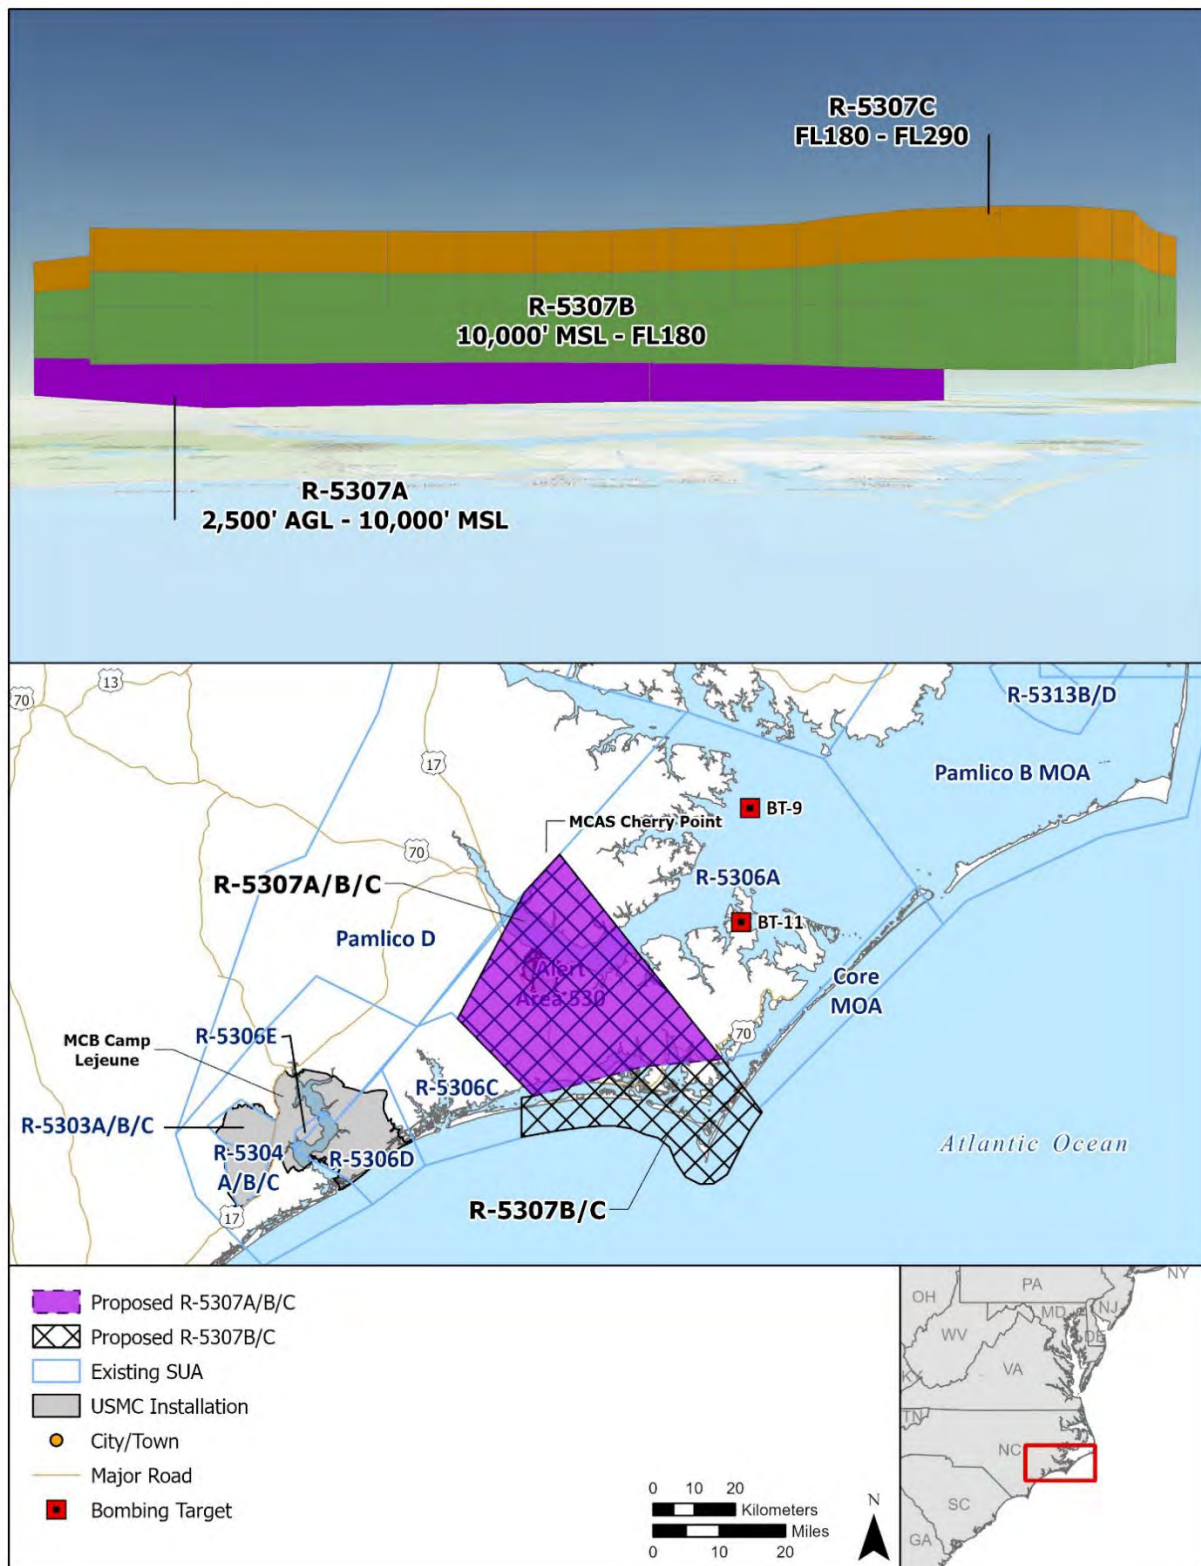 R-5307C
FL180 - FL290
R-5307B
10,000' MSL - FL180
R-5307A
2,500' AGL - 10,000' MSL
13
70
R-5313B/D
17
Pamlico B MOA
BT-9
MCAS Cherry Point
70
R-5307A/B/C
R-5306A
BT-11
Pamlico D
Alert
Area 530
Core
MOA
70
MCB Camp
Lejeune
R-5306E
R-5306C
R-5303A/B/C
R-5304
A/B/C
R-5306D
Atlantic Ocean
17
R-5307B/C
Proposed R-5307A/B/C
Proposed R-5307B/C
Existing SUA
USMC Installation
City/Town
Major Road
Bombing Target
0 10 20
Kilometers
Miles
0 10 20
N
NY
PA
OH
NJ
MD
DE
WV
VA
KY
TN
NC
SC
GA